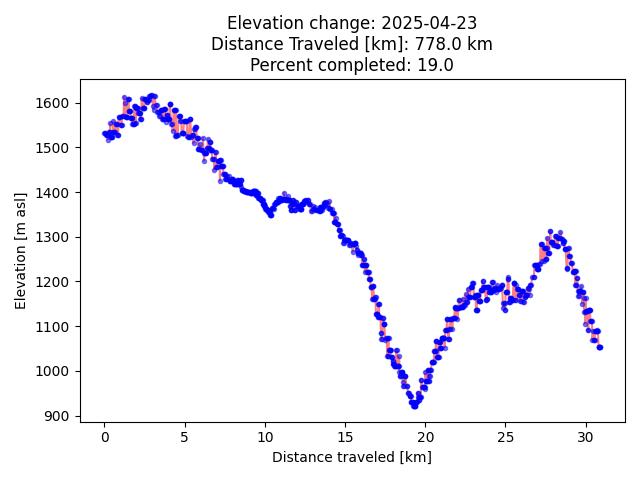 Elevation change: 2025-04-23
Distance Traveled [km]: 778.0 km
Percent completed: 19.0
1600
1500
1400
1300
1200
1100
1000
900
Elevation [m asl]
0 5 10 15 20 25 30
Distance traveled [km]